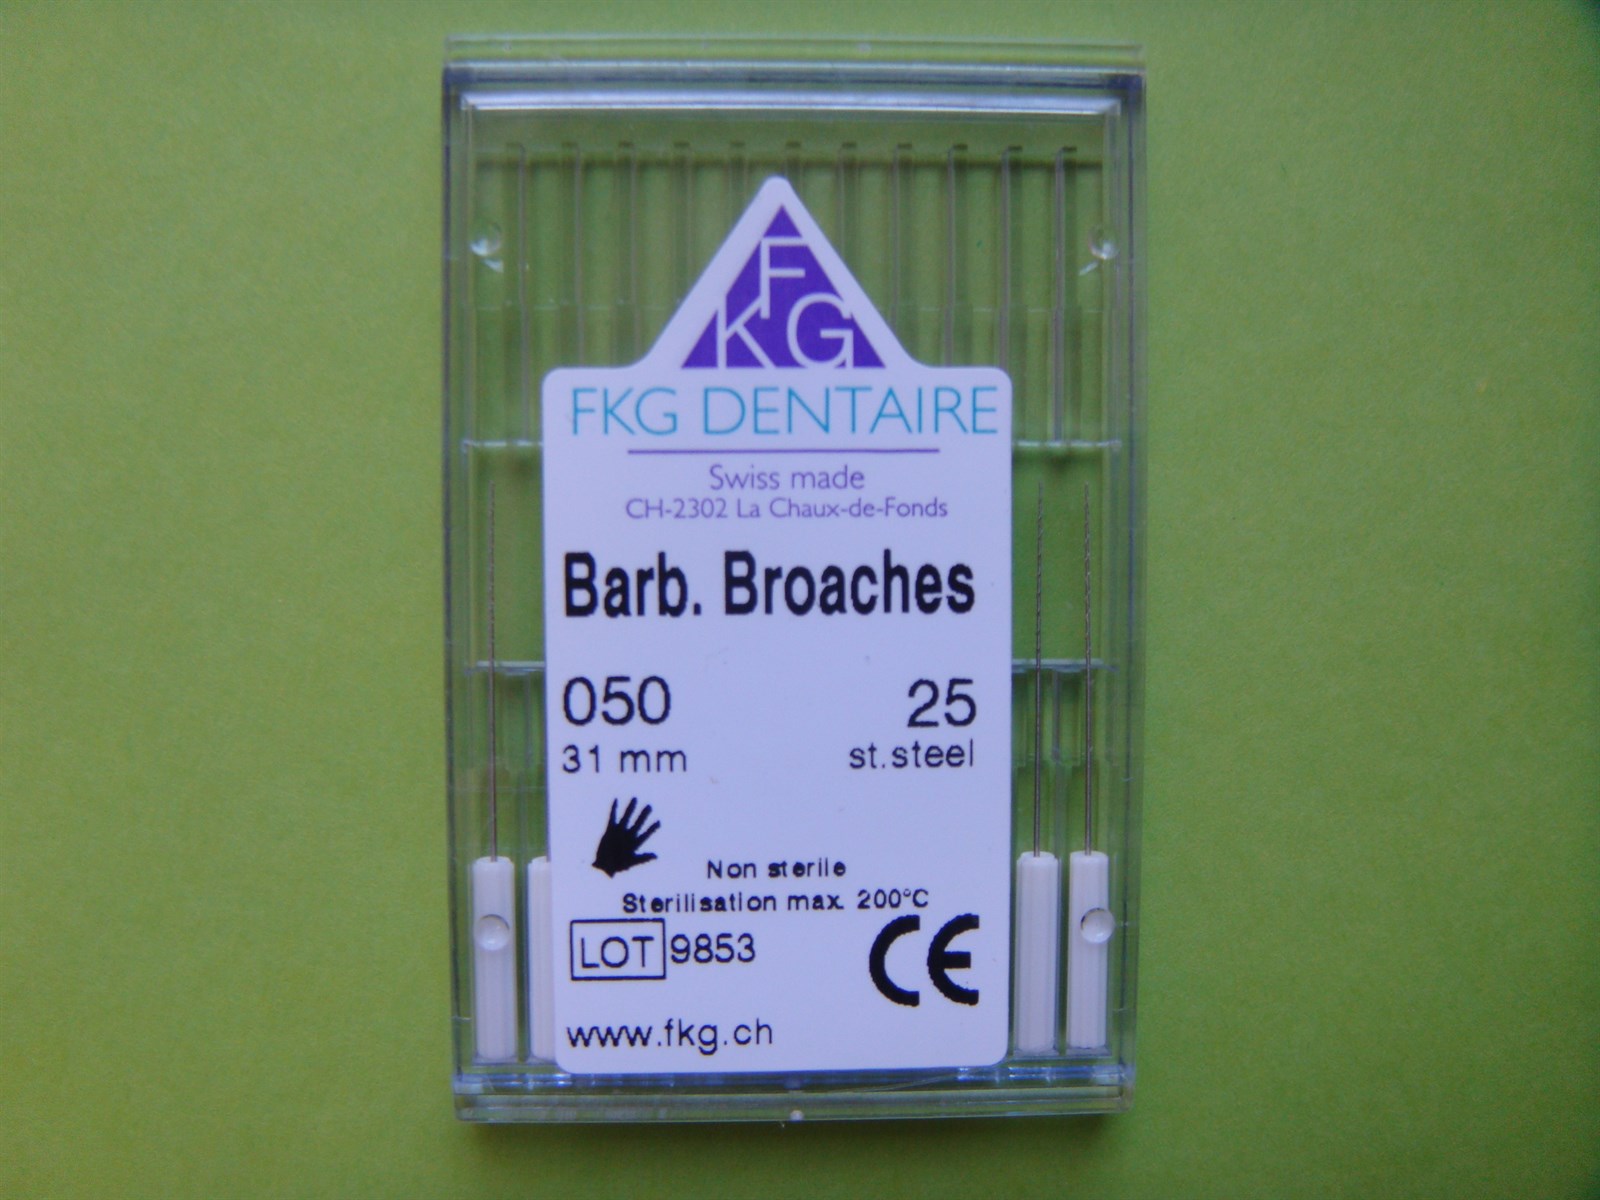 FKG
FKG DENTAIRE
Swiss made
CH-2302 La Chaux-de-Fonds
Barb. Broaches
050 25
31 mm st.steel
Non sterile
Sterilisation max. 200°C
LOT 9853 CE
www.fkg.ch